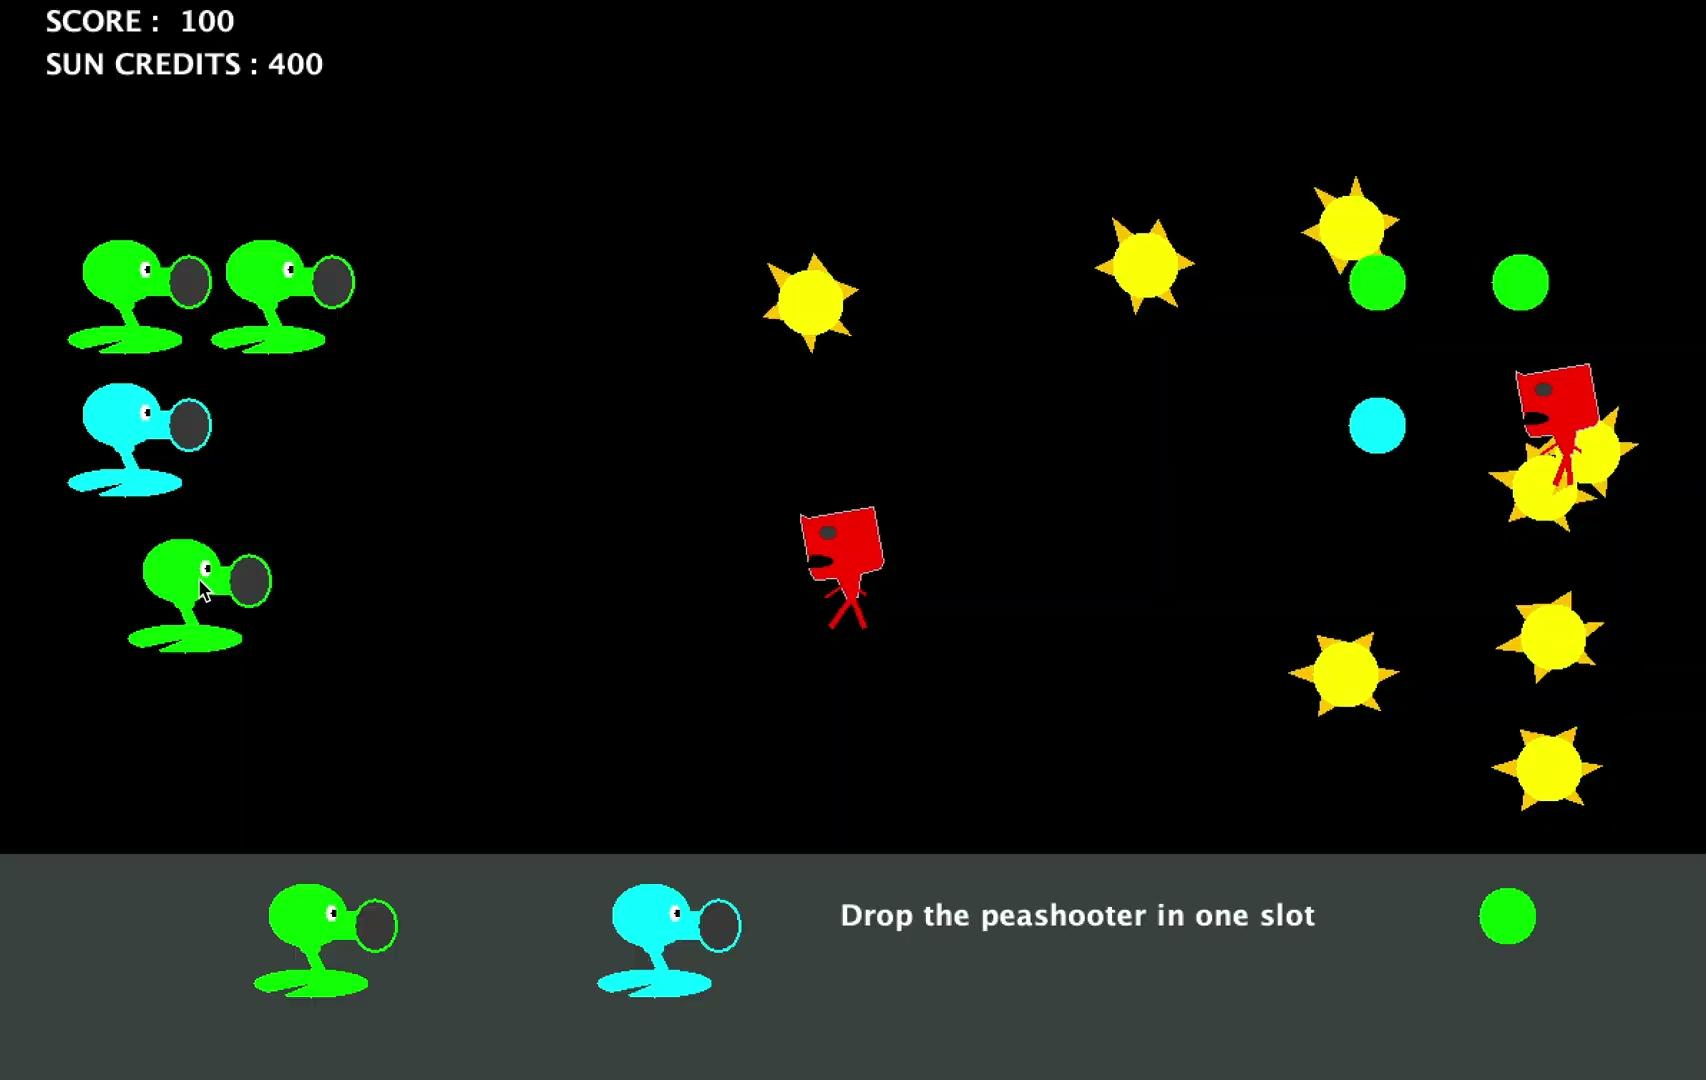 SCORE :  100
SUN CREDITS : 400
Drop the peashooter in one slot